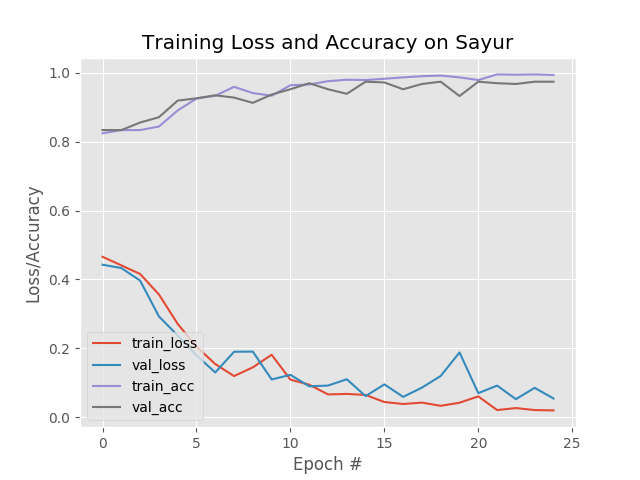 Training Loss and Accuracy on Sayur
1.0
0.8
0.6
0.4
0.2
0.0
Loss/Accuracy
train_loss
val_loss
train_acc
val_acc
0 5 10 15 20 25
Epoch #